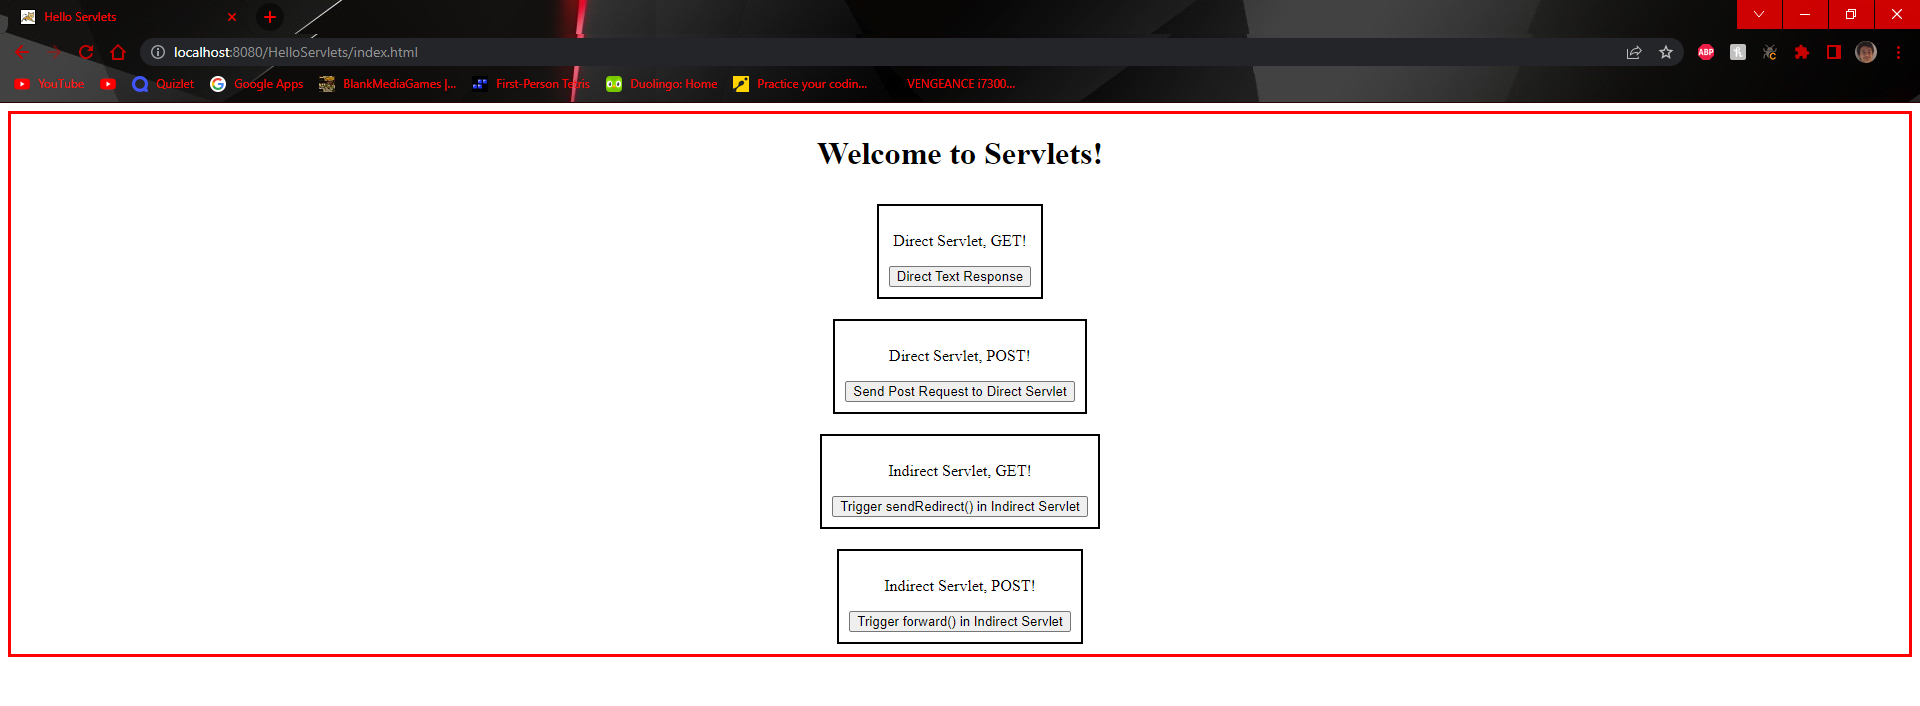 Hello Servlets
localhost:8080/HelloServlets/index.html
ABP
C
YouTube Quizlet Google Apps BlankMediaGames |... First-Person Tetris Duolingo: Home Practice your codin... VENGEANCE i7300...
Welcome to Servlets!
Direct Servlet, GET!
Direct Text Response
Direct Servlet, POST!
Send Post Request to Direct Servlet
Indirect Servlet, GET!
Trigger sendRedirect() in Indirect Servlet
Indirect Servlet, POST!
Trigger forward() in Indirect Servlet